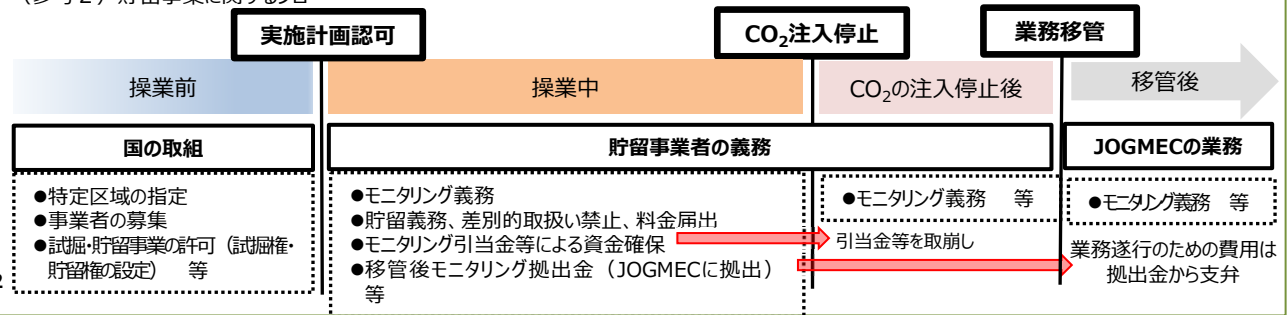 (参考2)貯留事業に関するフロー
実施計画認可
CO₂注入停止
業務移管
操業前
操業中
CO₂の注入停止後
移管後
国の取組
貯留事業者の義務
JOGMECの業務
●特定区域の指定
●事業者の募集
●試掘・貯留事業の許可(試掘権・
貯留権の設定) 等
●モニタリング義務
●貯留義務、差別的取扱い禁止、料金届出
●モニタリング引当金等による資金確保
●移管後モニタリング拠出金(JOGMECに拠出)
等
●モニタリング義務 等
引当金等を取崩し
●モニタリング義務 等
業務遂行のための費用は
拠出金から支弁
2